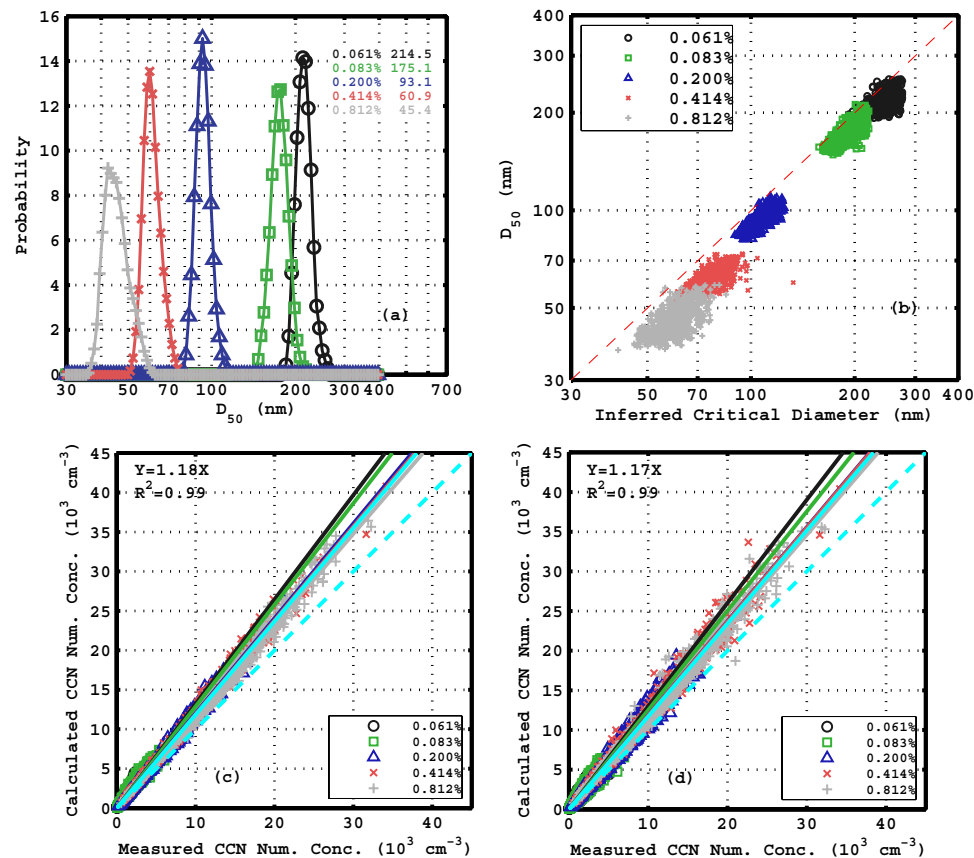 16
14
12
10
8
6
4
2
0
Probability
0.061% 214.5
0.083% 175.1
0.200% 93.1
0.414% 60.9
0.812% 45.4
(a)
30 50 70 100 200 300 400 700
D50 (nm)
400
300
200
100
70
50
30
D50 (nm)
0.061%
0.083%
0.200%
0.414%
0.812%
(b)
30 50 70 100 200 300 400
Inferred Critical Diameter (nm)
45
40
35
30
25
20
15
10
5
0
Calculated CCN Num. Conc. (10³ cm⁻³)
Y=1.18X
R²=0.99
0.061%
0.083%
0.200%
0.414%
0.812%
(c)
0 10 20 30 40
Measured CCN Num. Conc. (10³ cm⁻³)
45
40
35
30
25
20
15
10
5
0
Calculated CCN Num. Conc. (10³ cm⁻³)
Y=1.17X
R²=0.99
0.061%
0.083%
0.200%
0.414%
0.812%
(d)
0 10 20 30 40
Measured CCN Num. Conc. (10³ cm⁻³)